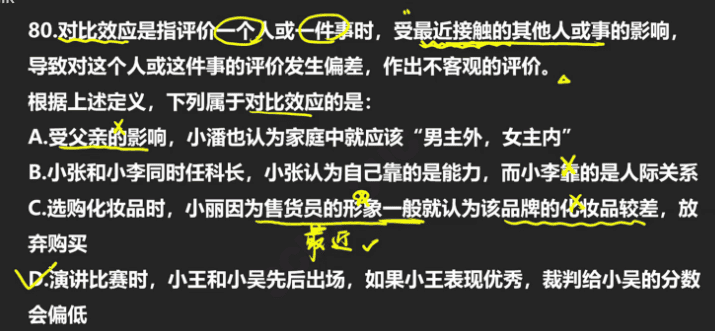 80.对比效应是指评价一个人或一件事时，受最近接触的其他人或事的影响，
导致对这个人或这件事的评价发生偏差，作出不客观的评价。
根据上述定义，下列属于对比效应的是：
A.受父亲的影响，小潘也认为家庭中就应该“男主外，女主内”
B.小张和小李同时任科长，小张认为自己靠的是能力，而小李靠的是人际关系
C.选购化妆品时，小丽因为售货员的形象一般就认为该品牌的化妆品较差，放
弃购买
最近
D.演讲比赛时，小王和小吴先后出场，如果小王表现优秀，裁判给小吴的分数
会偏低